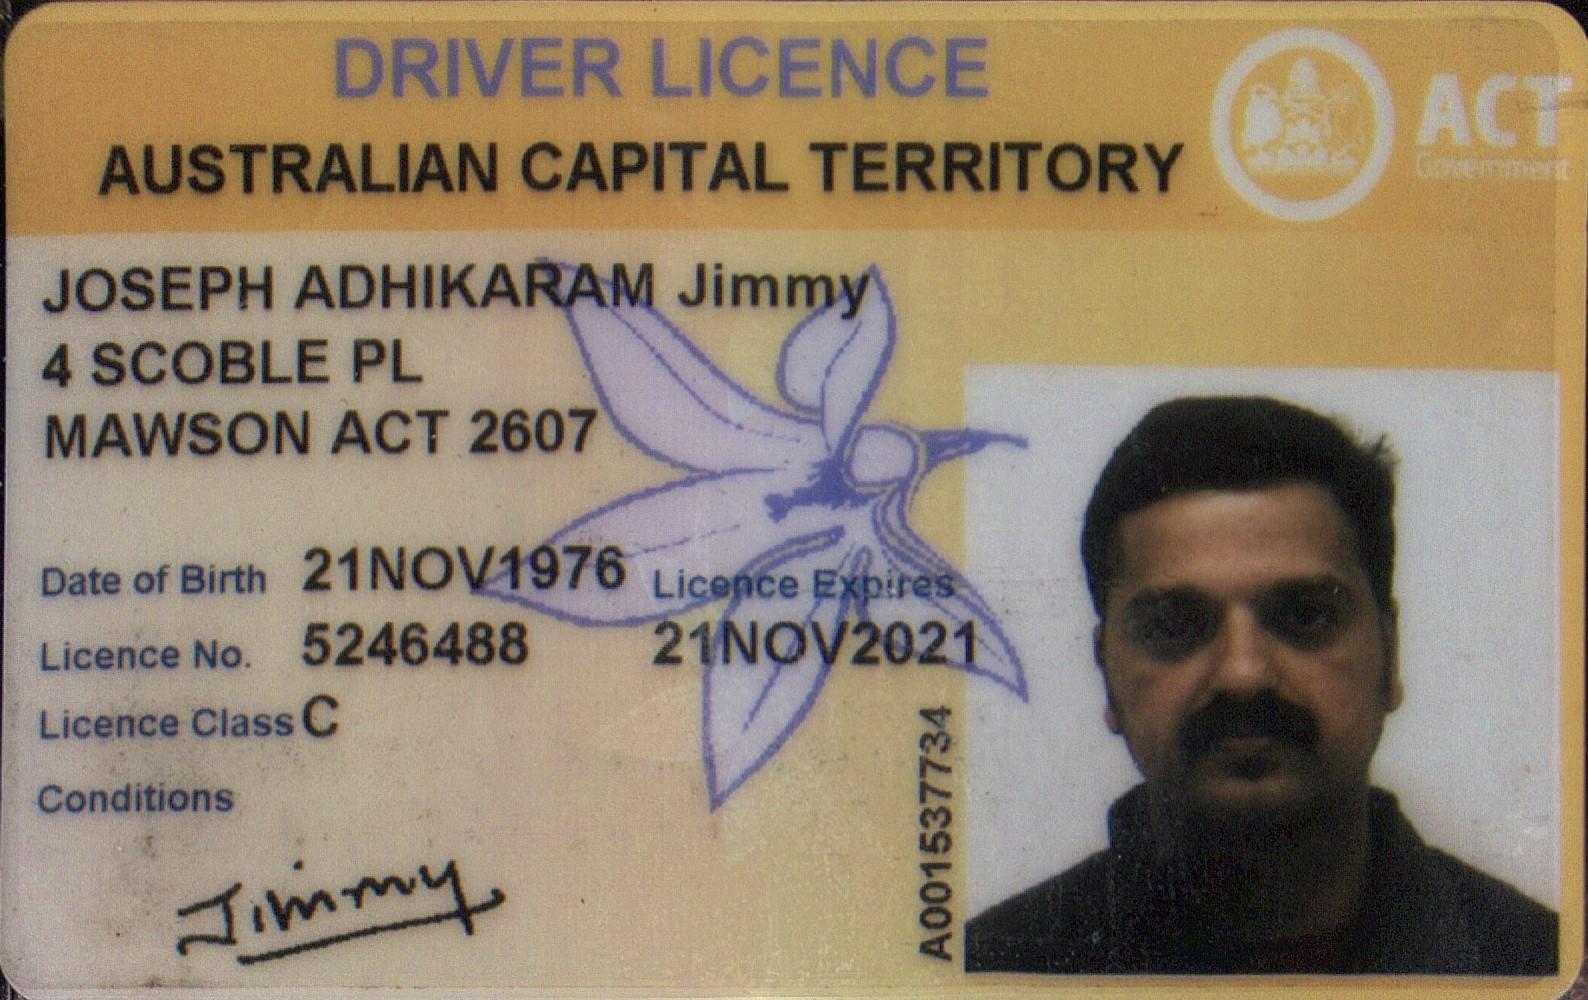 DRIVER LICENCE
AUSTRALIAN CAPITAL TERRITORY
ACT
Government
JOSEPH ADHIKARAM Jimmy
4 SCOBLE PL
MAWSON ACT 2607
Date of Birth 21NOV1976 Licence Expires
Licence No. 5246488 21NOV2021
Licence Class C
Conditions
A001537734
Jimmy